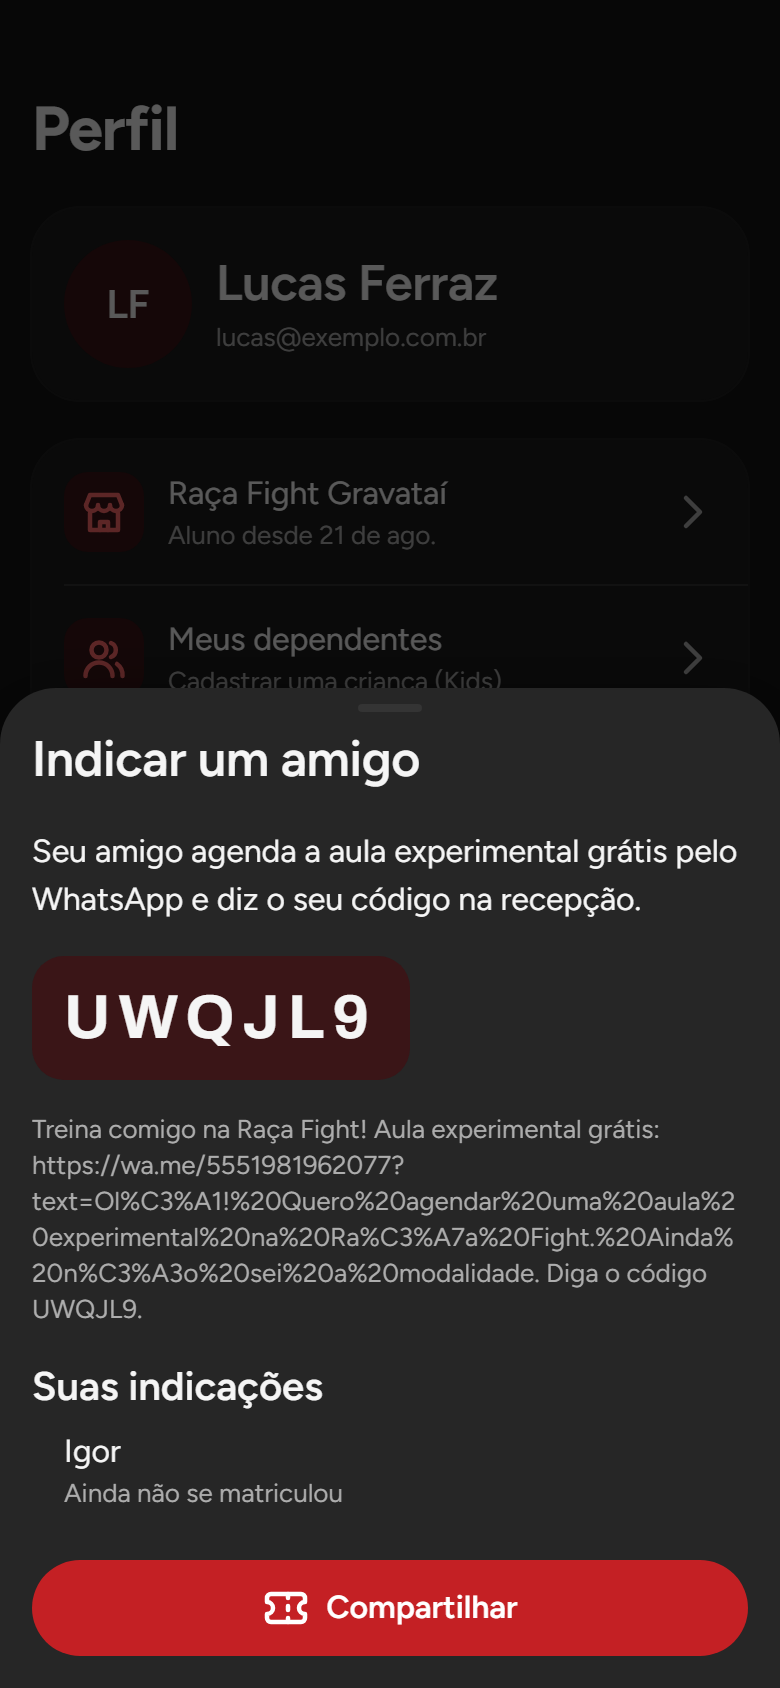 Perfil
LF
Lucas Ferraz
lucas@exemplo.com.br
Raça Fight Gravataí
Aluno desde 21 de ago.
Meus dependentes
Cadastrar uma criança (Kids)
Indicar um amigo
Seu amigo agenda a aula experimental grátis pelo
WhatsApp e diz o seu código na recepção.
UWQJL9
Treina comigo na Raça Fight! Aula experimental grátis:
https://wa.me/5551981962077?
text=Ol%C3%A1!%20Quero%20agendar%20uma%20aula%2
0experimental%20na%20Ra%C3%A7a%20Fight.%20Ainda%
20n%C3%A3o%20sei%20a%20modalidade. Diga o código
UWQJL9.
Suas indicações
Igor
Ainda não se matriculou
Compartilhar